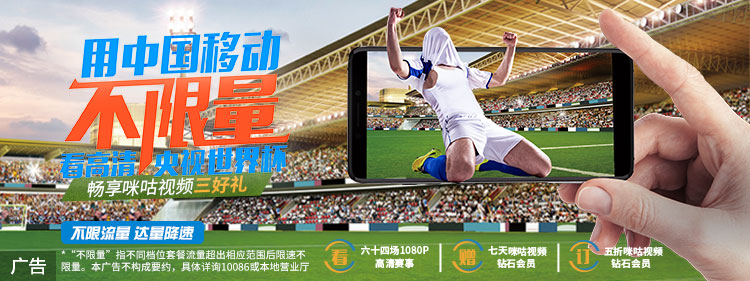 用中国移动
不限量
看高清 央视世界杯
畅享咪咕视频三好礼
不限流量 达量降速
*“不限量”指不同档位套餐流量超出相应范围后限速不
限量。本广告不构成要约，具体详询10086或本地营业厅
广告
看
六十四场1080P
高清赛事
赠
七天咪咕视频
钻石会员
订
五折咪咕视频
钻石会员